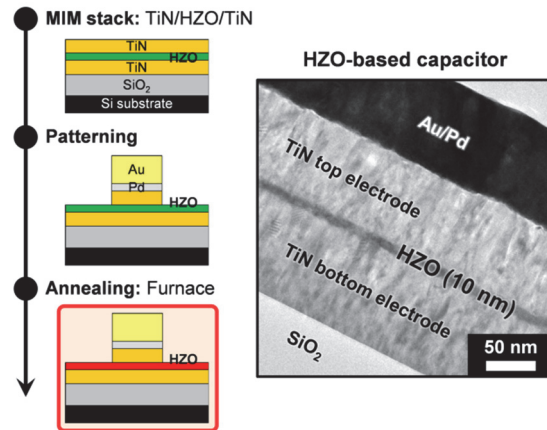 MIM stack: TiN/HZO/TiN
TiN
HZO
TiN
SiO₂
Si substrate
Patterning
Au
Pd
HZO
Annealing: Furnace
HZO
HZO-based capacitor
Au/Pd
TiN top electrode
HZO (10 nm)
TiN bottom electrode
SiO₂
50 nm